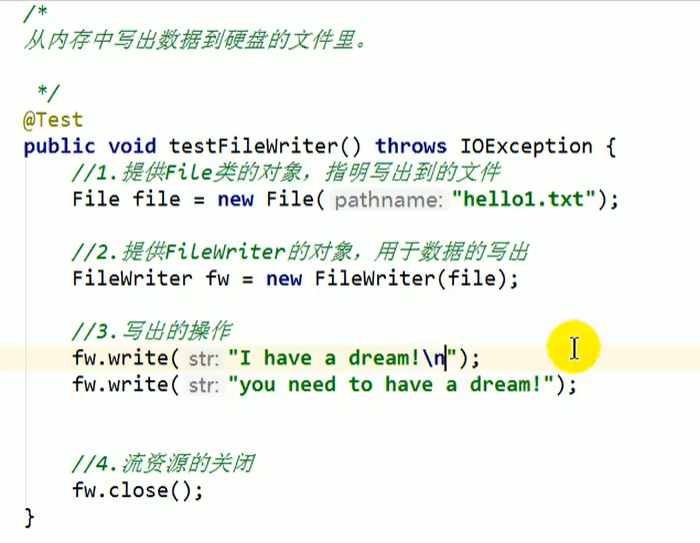 /*
从内存中写出数据到硬盘的文件里。
*/
@Test
public void testFileWriter() throws IOException {
//1.提供File类的对象，指明写出到的文件
File file = new File( pathname: "hello1.txt");
//2.提供FileWriter的对象，用于数据的写出
FileWriter fw = new FileWriter(file);
//3.写出的操作
fw.write( str: "I have a dream!\n");
fw.write( str: "you need to have a dream!");
//4.流资源的关闭
fw.close();
}